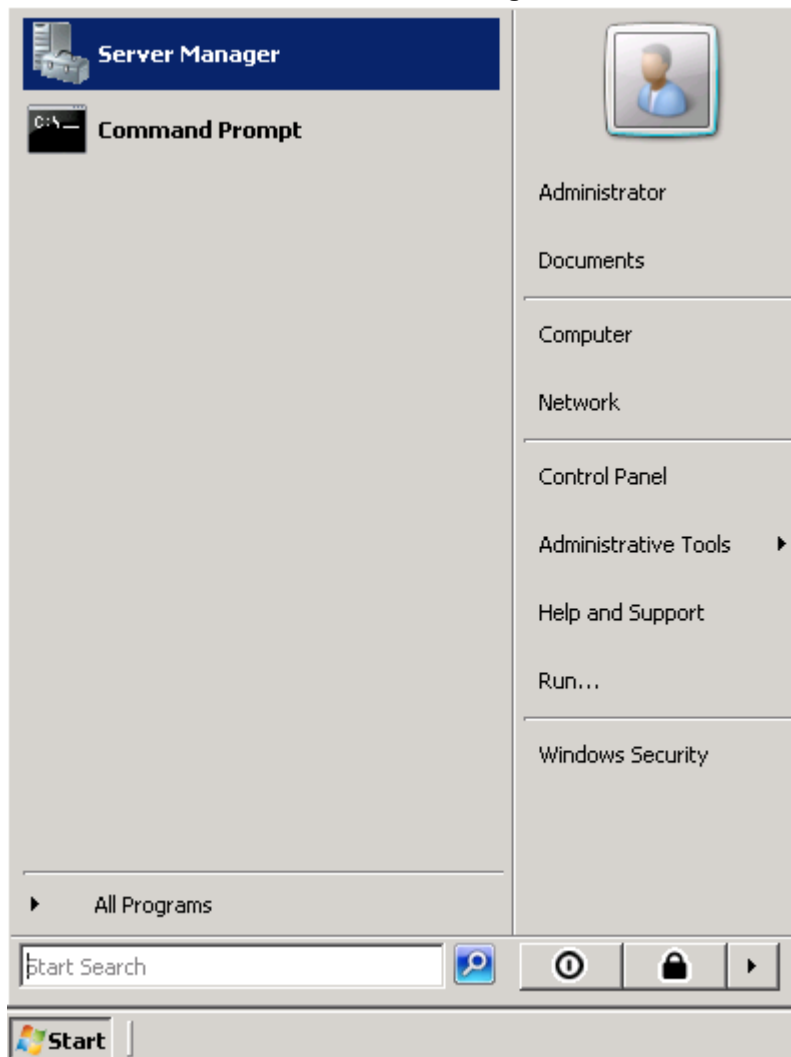 Server Manager
C:\
Command Prompt
Administrator
Documents
Computer
Network
Control Panel
Administrative Tools
Help and Support
Run...
Windows Security
All Programs
Start Search
Start